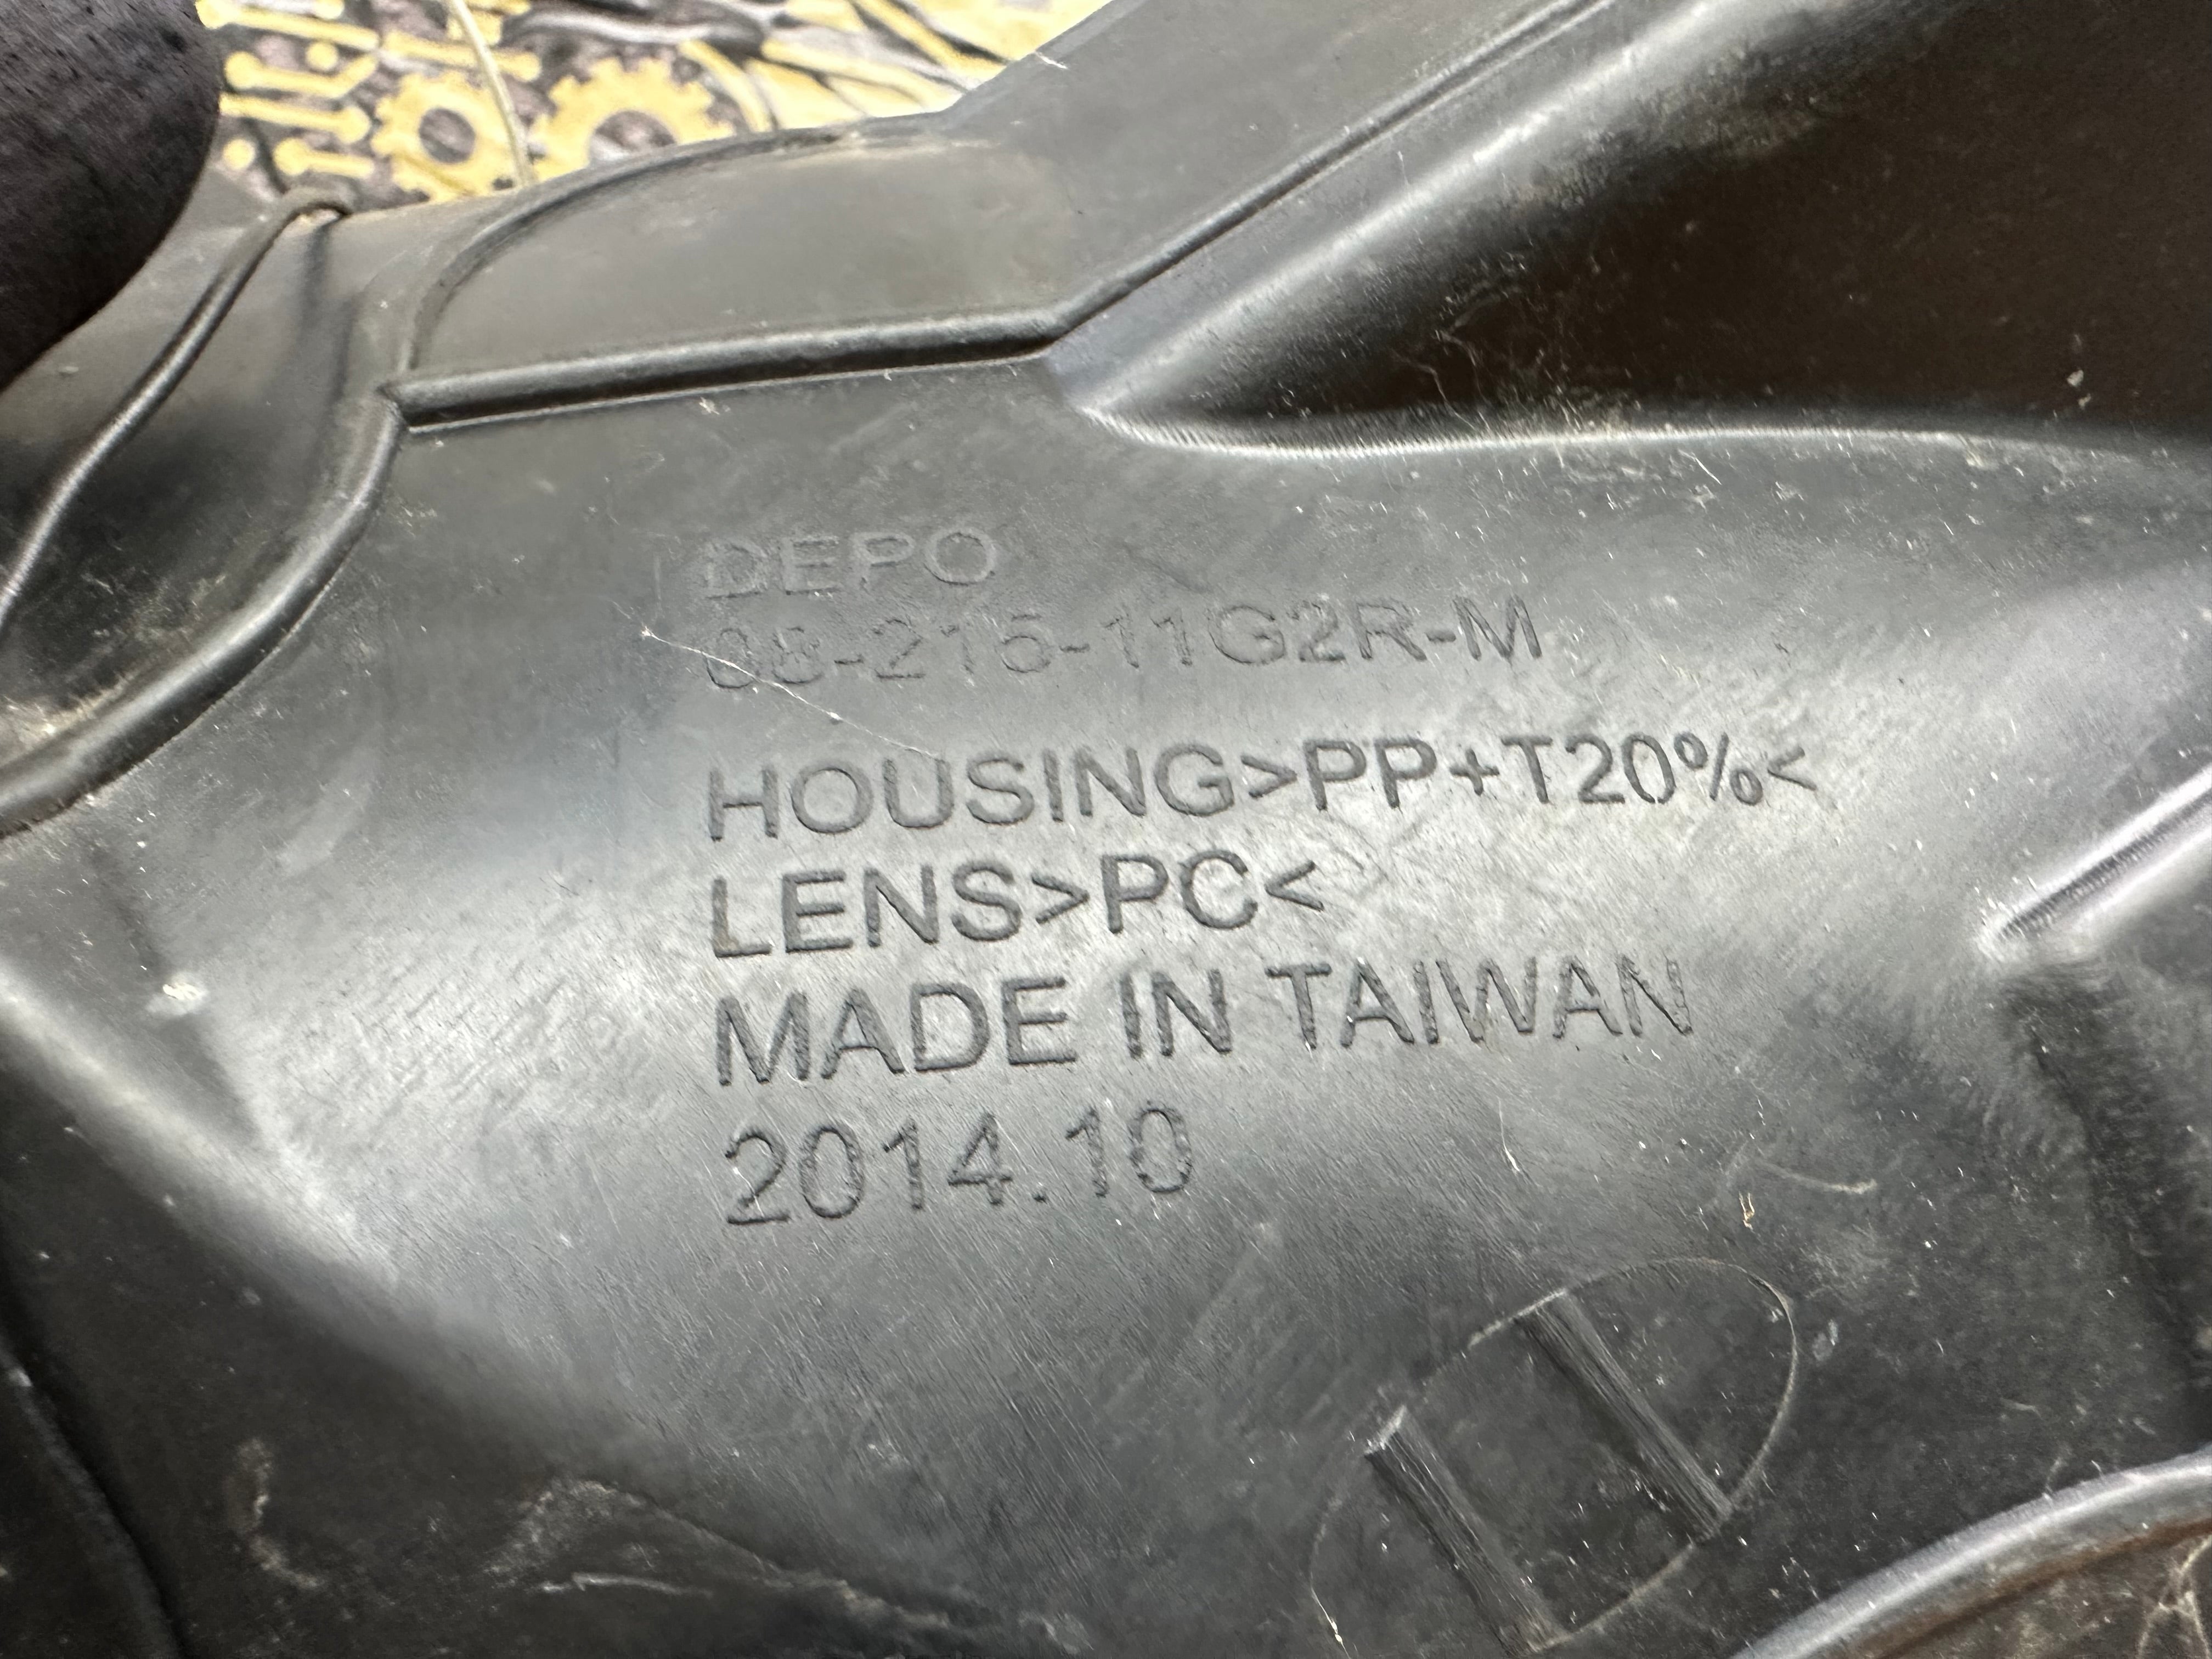 DEPO
08-215-11G2R-M
HOUSING>PP+T20%<
LENS>PC<
MADE IN TAIWAN
2014.10